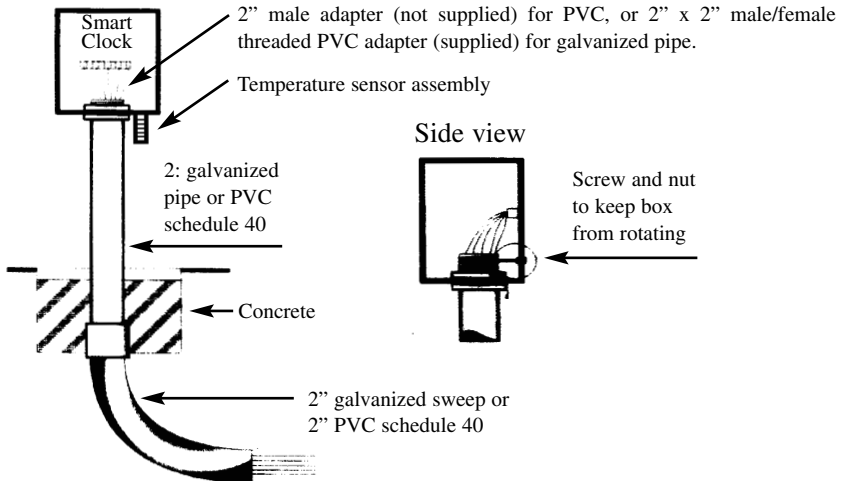 2” male adapter (not supplied) for PVC, or 2” x 2” male/female
threaded PVC adapter (supplied) for galvanized pipe.
Smart
Clock
Temperature sensor assembly
Side view
2: galvanized
pipe or PVC
schedule 40
Screw and nut
to keep box
from rotating
Concrete
2” galvanized sweep or
2” PVC schedule 40